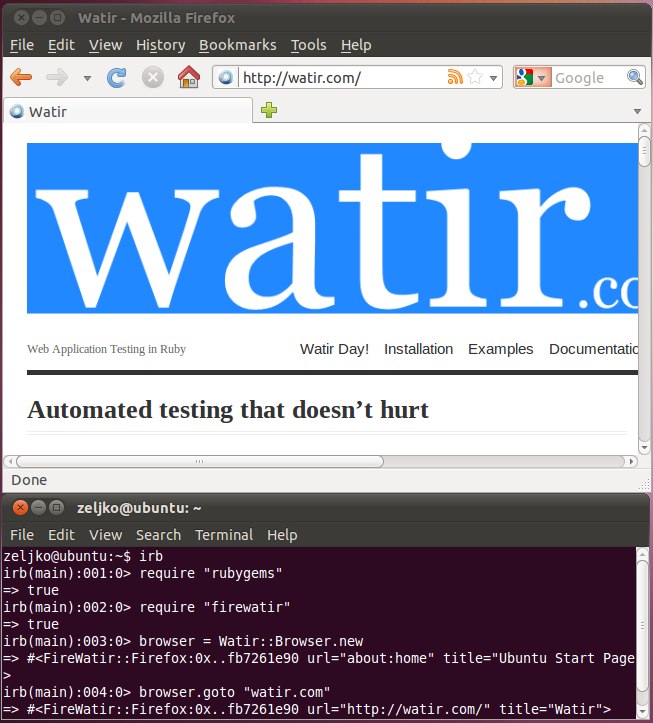 Watir - Mozilla Firefox
File Edit View History Bookmarks Tools Help
http://watir.com/ Google
Watir
watir.co
Web Application Testing in Ruby Watir Day! Installation Examples Documentatio
Automated testing that doesn’t hurt
Done
zeljko@ubuntu: ~
File Edit View Search Terminal Help
zeljko@ubuntu:~$ irb
irb(main):001:0> require "rubygems"
=> true
irb(main):002:0> require "firewatir"
=> true
irb(main):003:0> browser = Watir::Browser.new
=> #<FireWatir::Firefox:0x..fb7261e90 url="about:home" title="Ubuntu Start Page"
>
irb(main):004:0> browser.goto "watir.com"
=> #<FireWatir::Firefox:0x..fb7261e90 url="http://watir.com/" title="Watir">